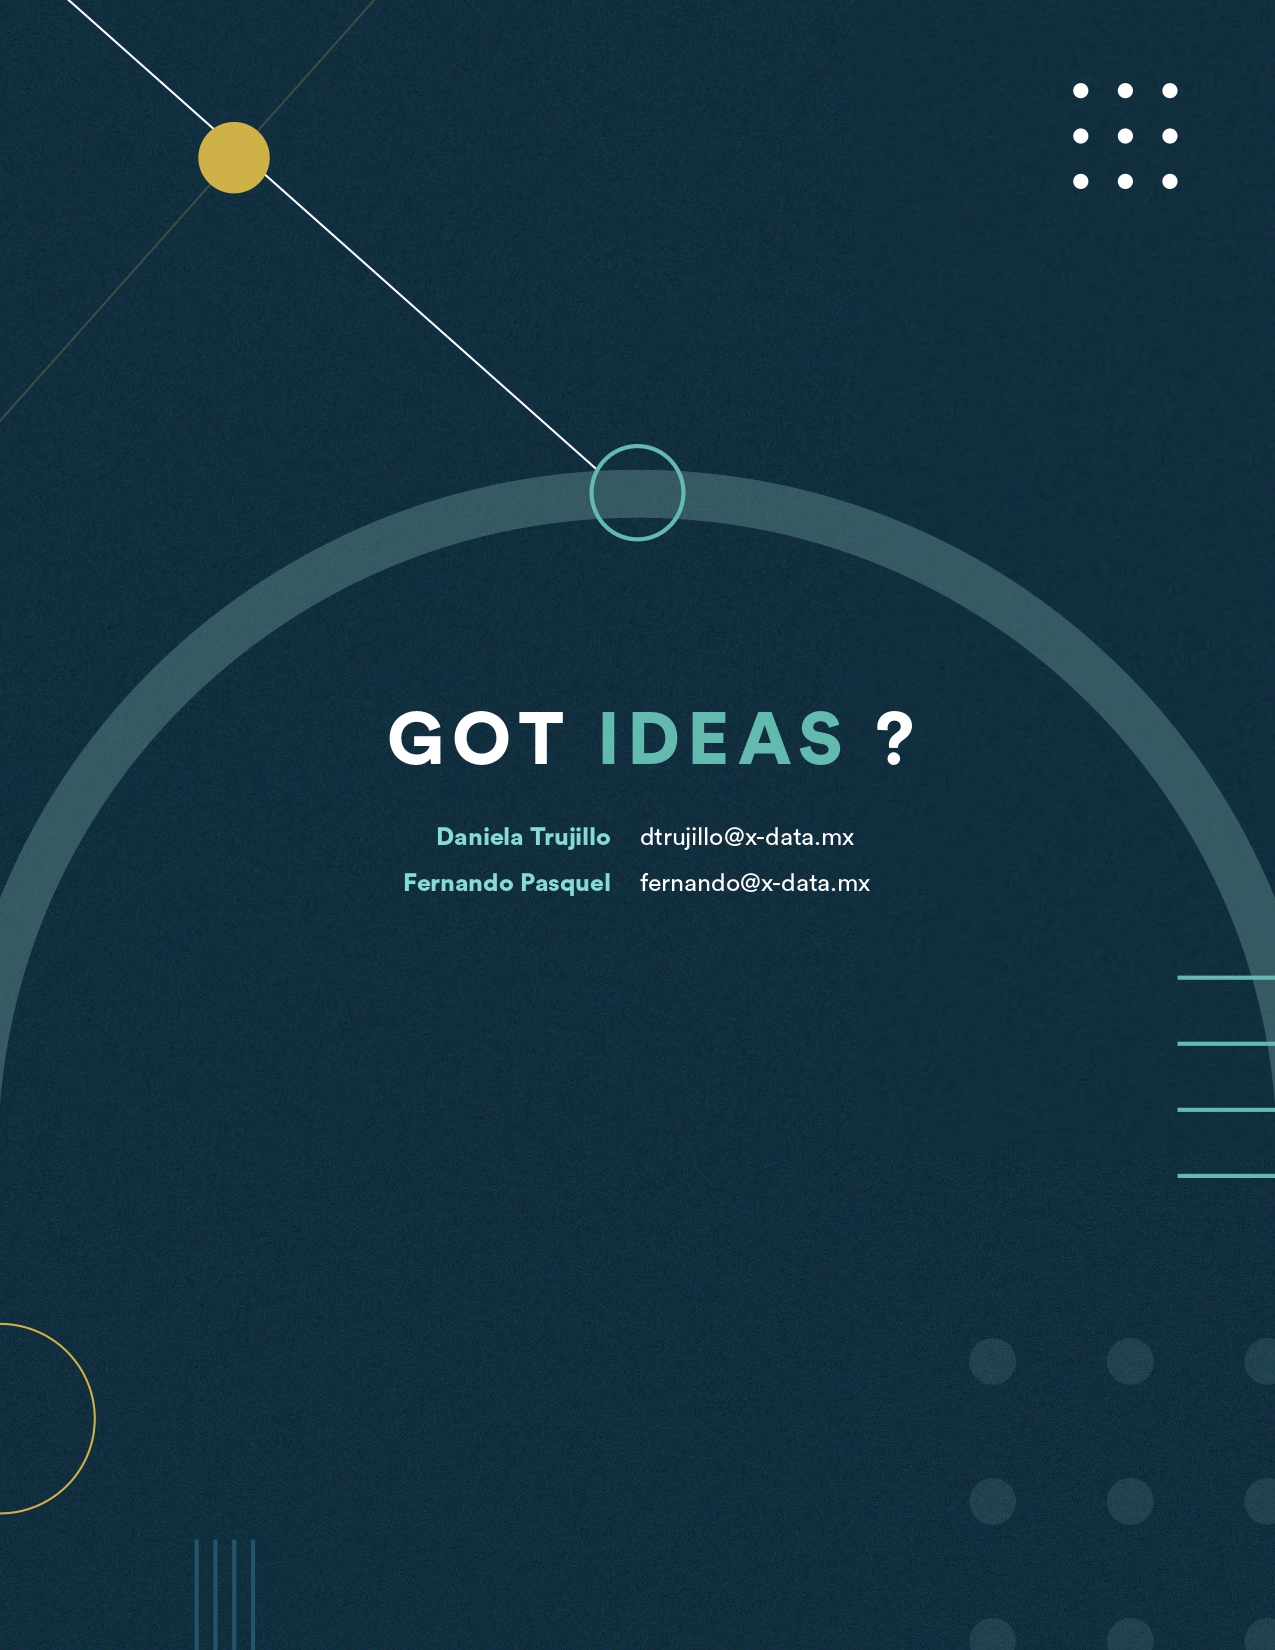 GOT IDEAS ?
Daniela Trujillo dtrujillo@x-data.mx
Fernando Pasquel fernando@x-data.mx